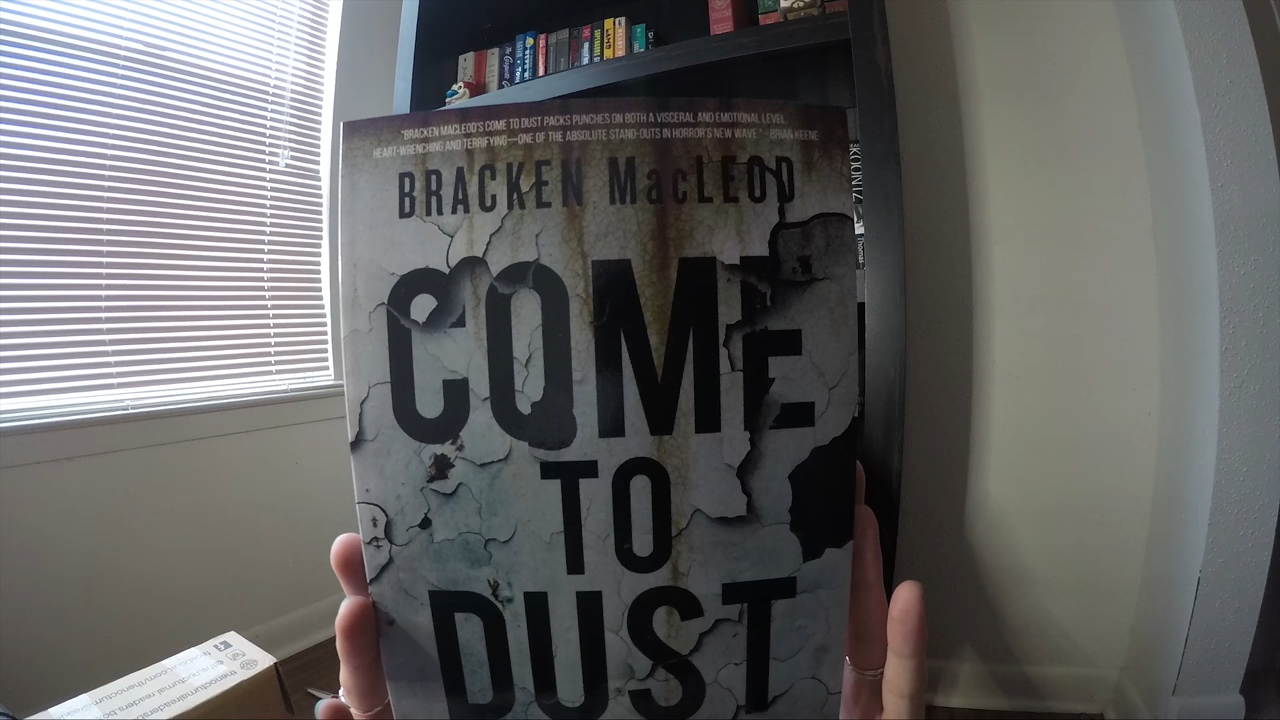 "BRACKEN MACLEOD'S COME TO DUST PACKS PUNCHES ON BOTH A VISCERAL AND EMOTIONAL LEVEL
HEART-WRENCHING AND TERRIFYING—ONE OF THE ABSOLUTE STAND-OUTS IN HORROR'S NEW WAVE." -BRIAN KEENE
BRACKEN MacLEOD
COME
TO
DUST
KOONTZ
Thomas